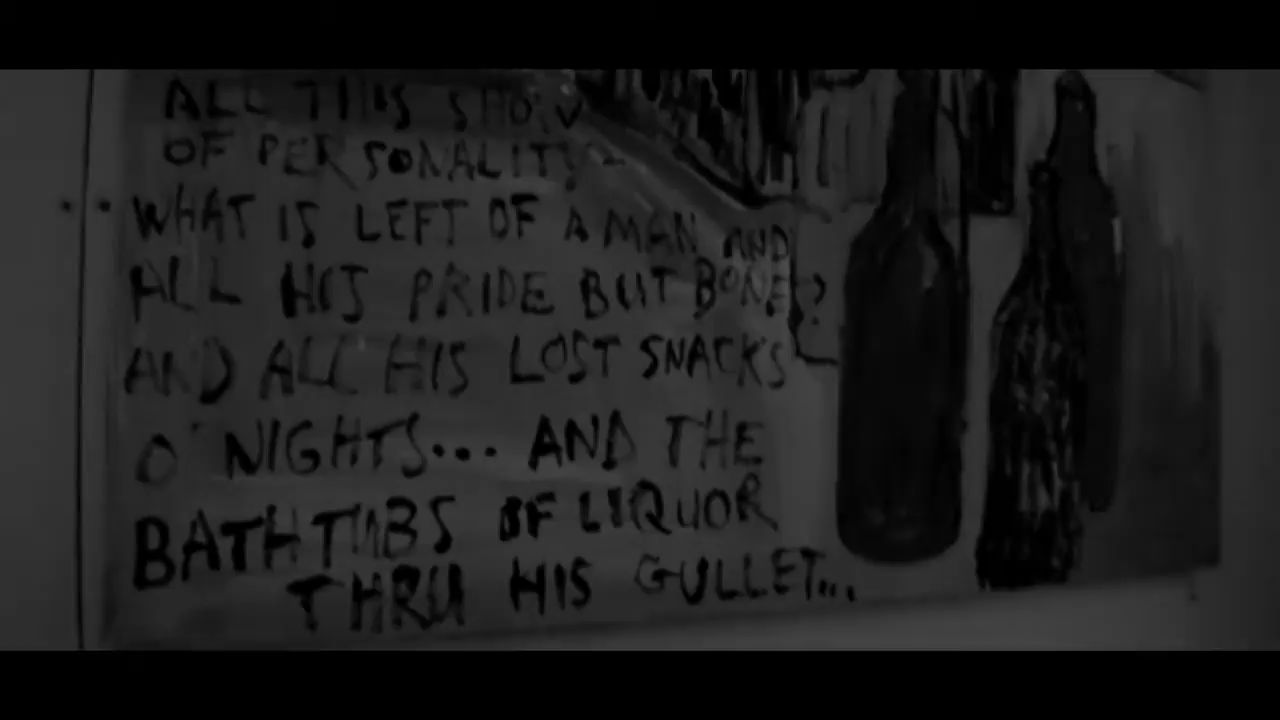 ALL THIS SHOW
OF PERSONALITY~
WHAT IS LEFT OF A MAN AND
ALL HIS PRIDE BUT BONE?
AND ALL HIS LOST SNACKS
O' NIGHTS... AND THE
BATHTUBS OF LIQUOR
THRU HIS GULLET...